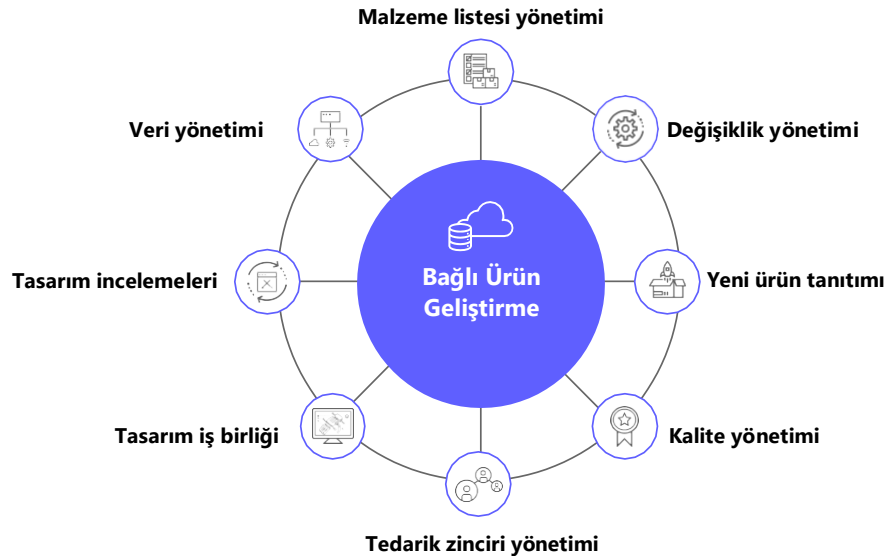 Malzeme listesi yönetimi
Veri yönetimi
Değişiklik yönetimi
Bağlı Ürün
Geliştirme
Tasarım incelemeleri
Yeni ürün tanıtımı
Tasarım iş birliği
Kalite yönetimi
Tedarik zinciri yönetimi